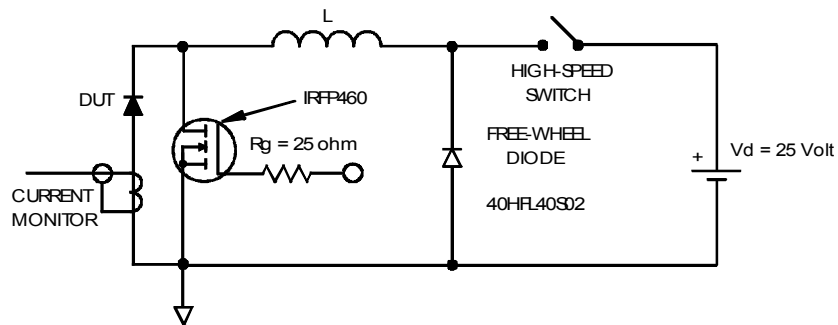 L
HIGH-SPEED
SWITCH
DUT
IRFP460
Rg = 25 ohm
FREE-WHEEL
DIODE
+
Vd = 25 Volt
40HFL40S02
CURRENT
MONITOR